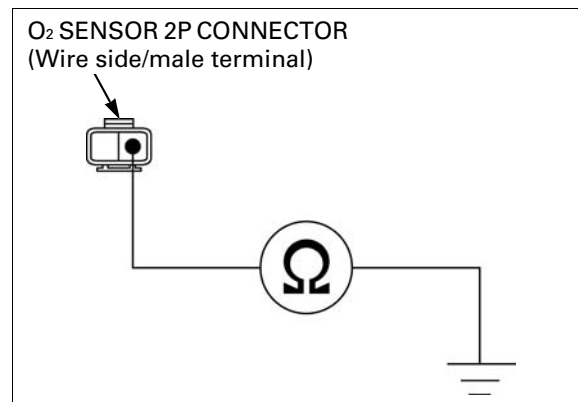 O₂ SENSOR 2P CONNECTOR
(Wire side/male terminal)
Ω